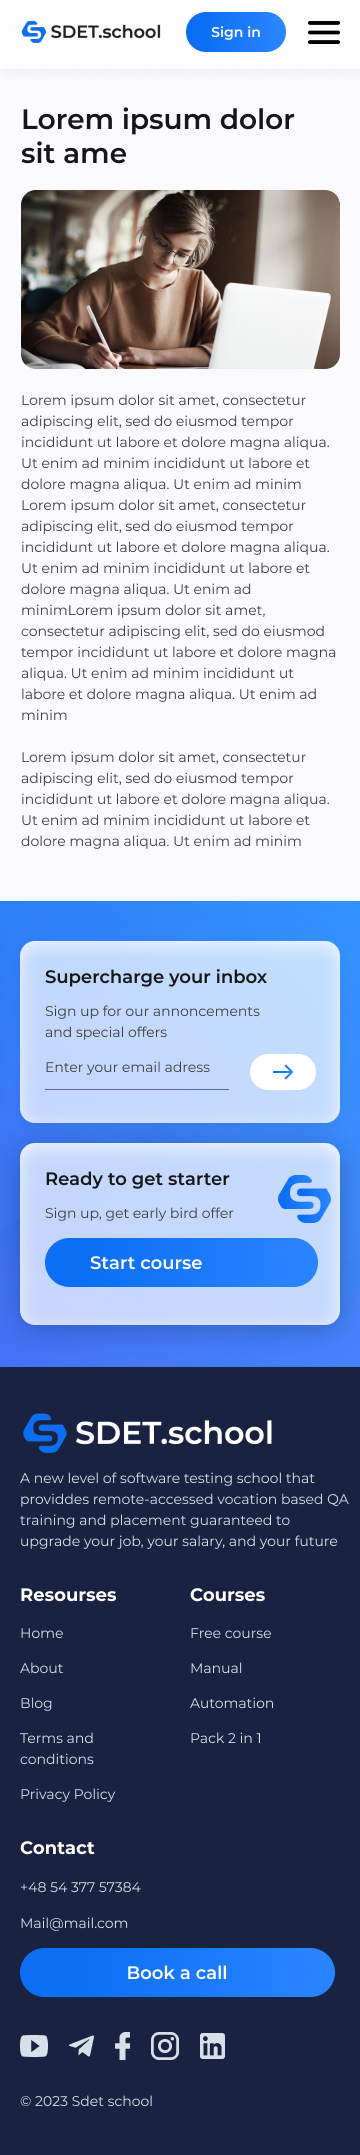 SDET.school
Sign in
Lorem ipsum dolor
sit ame
Lorem ipsum dolor sit amet, consectetur
adipiscing elit, sed do eiusmod tempor
incididunt ut labore et dolore magna aliqua.
Ut enim ad minim incididunt ut labore et
dolore magna aliqua. Ut enim ad minim
Lorem ipsum dolor sit amet, consectetur
adipiscing elit, sed do eiusmod tempor
incididunt ut labore et dolore magna aliqua.
Ut enim ad minim incididunt ut labore et
dolore magna aliqua. Ut enim ad
minimLorem ipsum dolor sit amet,
consectetur adipiscing elit, sed do eiusmod
tempor incididunt ut labore et dolore magna
aliqua. Ut enim ad minim incididunt ut
labore et dolore magna aliqua. Ut enim ad
minim
Lorem ipsum dolor sit amet, consectetur
adipiscing elit, sed do eiusmod tempor
incididunt ut labore et dolore magna aliqua.
Ut enim ad minim incididunt ut labore et
dolore magna aliqua. Ut enim ad minim
Supercharge your inbox
Sign up for our annoncements
and special offers
Enter your email adress
Ready to get starter
Sign up, get early bird offer
Start course
SDET.school
A new level of software testing school that
providdes remote-accessed vocation based QA
training and placement guaranteed to
upgrade your job, your salary, and your future
Resourses
Home
About
Blog
Terms and
conditions
Privacy Policy
Courses
Free course
Manual
Automation
Pack 2 in 1
Contact
+48 54 377 57384
Mail@mail.com
Book a call
© 2023 Sdet school